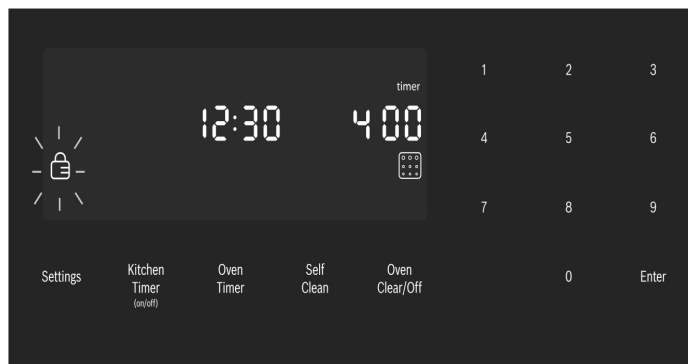 timer
12:30
4 00
1 2 3
4 5 6
7 8 9
0 Enter
Settings
Kitchen
Timer
(on/off)
Oven
Timer
Self
Clean
Oven
Clear/Off